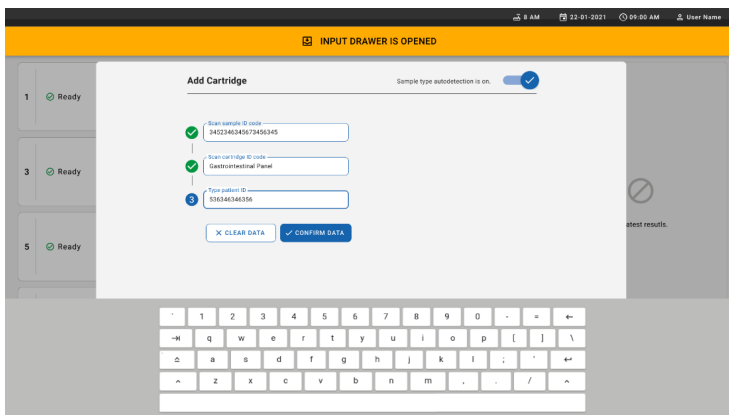 8 AM 22-01-2021 09:00 AM User Name
INPUT DRAWER IS OPENED
Add Cartridge Sample type autodetection is on.
1 Ready
Scan sample ID code
3452346345673456345
Scan cartridge ID code
Gastrointestinal Panel
3 Ready
Type patient ID
3 536346346356
atest resutls.
CLEAR DATA CONFIRM DATA
5 Ready
` 1 2 3 4 5 6 7 8 9 0 - =
q w e r t y u i o p [ ] \
a s d f g h j k l ; '
z x c v b n m , . /